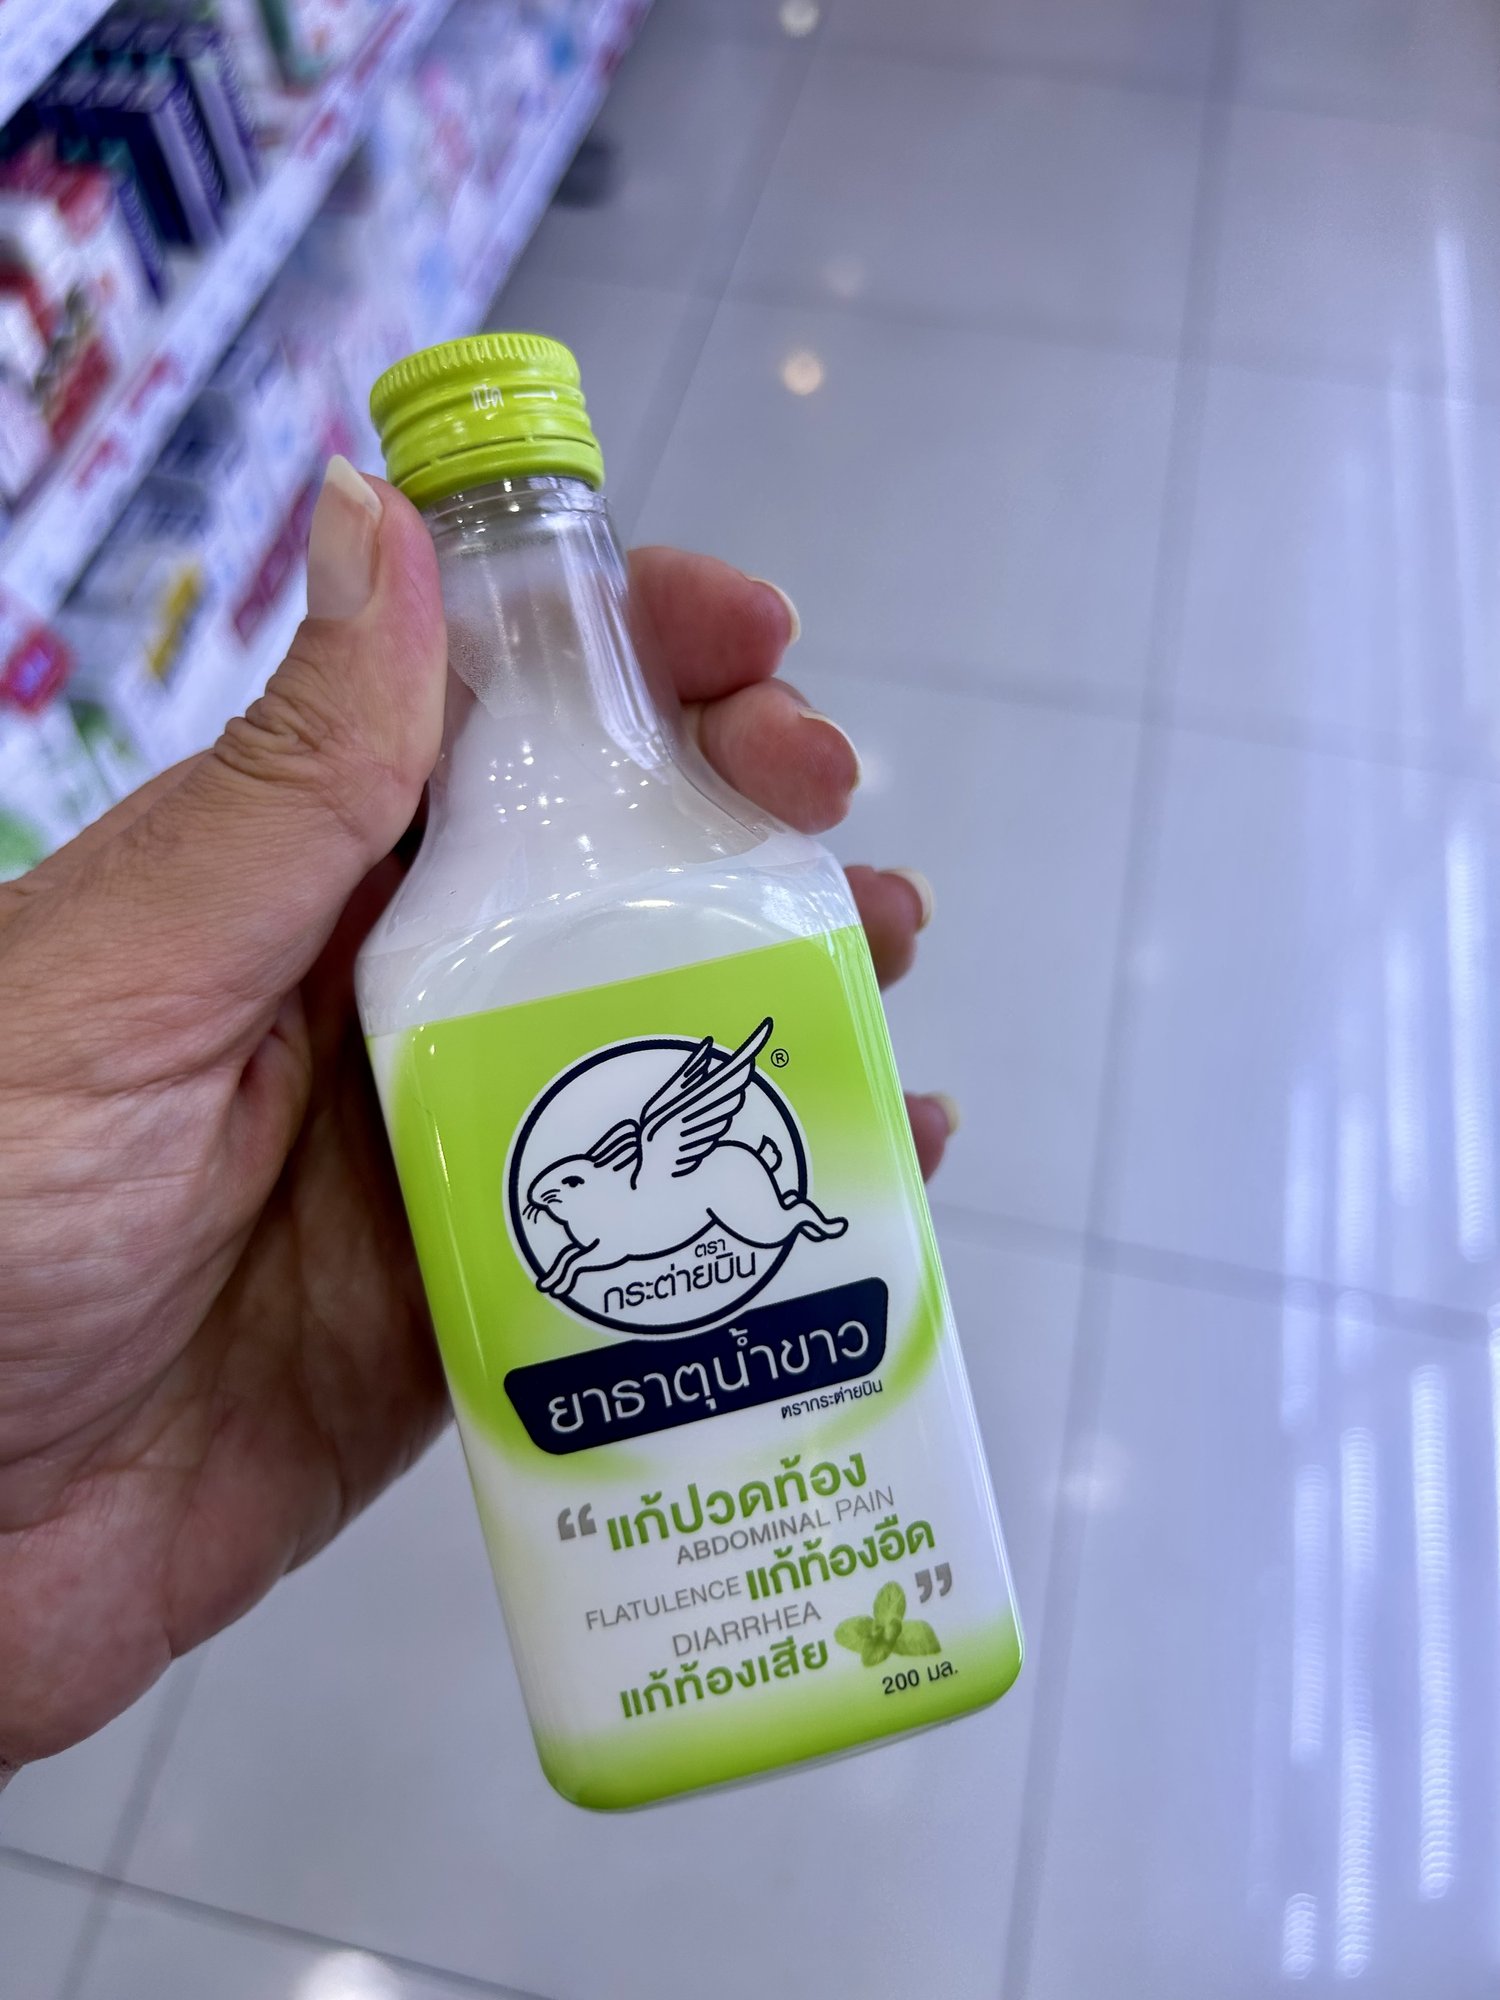 เปิด
®
ตรา
กระต่ายบิน
ยาธาตุน้ำขาว
ตรากระต่ายบิน
“แก้ปวดท้อง
ABDOMINAL PAIN
FLATULENCE แก้ท้องอืด”
DIARRHEA
แก้ท้องเสีย
200 มล.